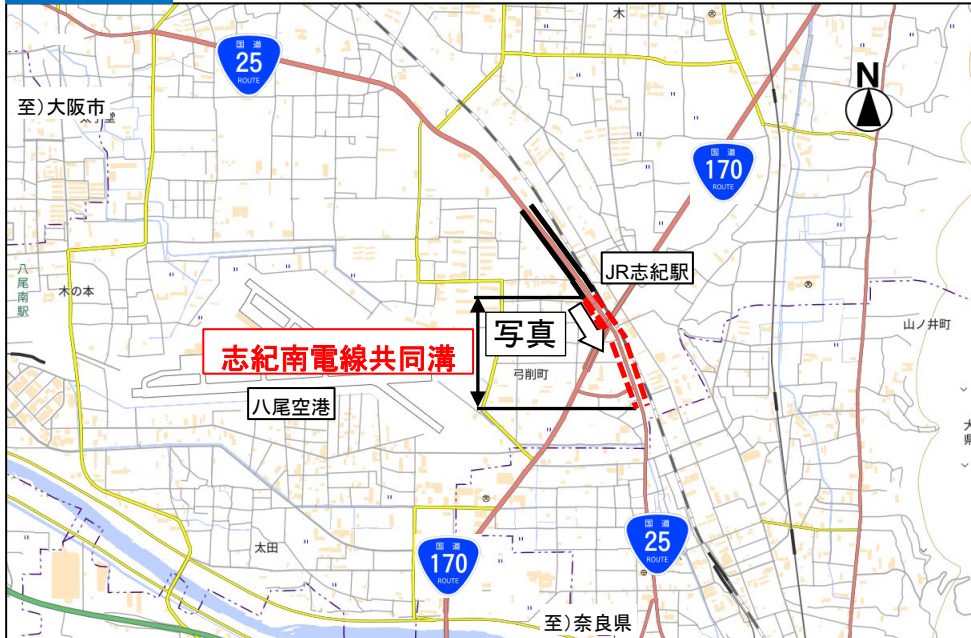 木
国道
25
ROUTE
N
至）大阪市
国道
170
ROUTE
JR志紀駅
八尾南駅
木の本
写真
山ノ井町
志紀南電線共同溝
弓削町
八尾空港
大県
太田
国道
170
ROUTE
国道
25
ROUTE
至）奈良県